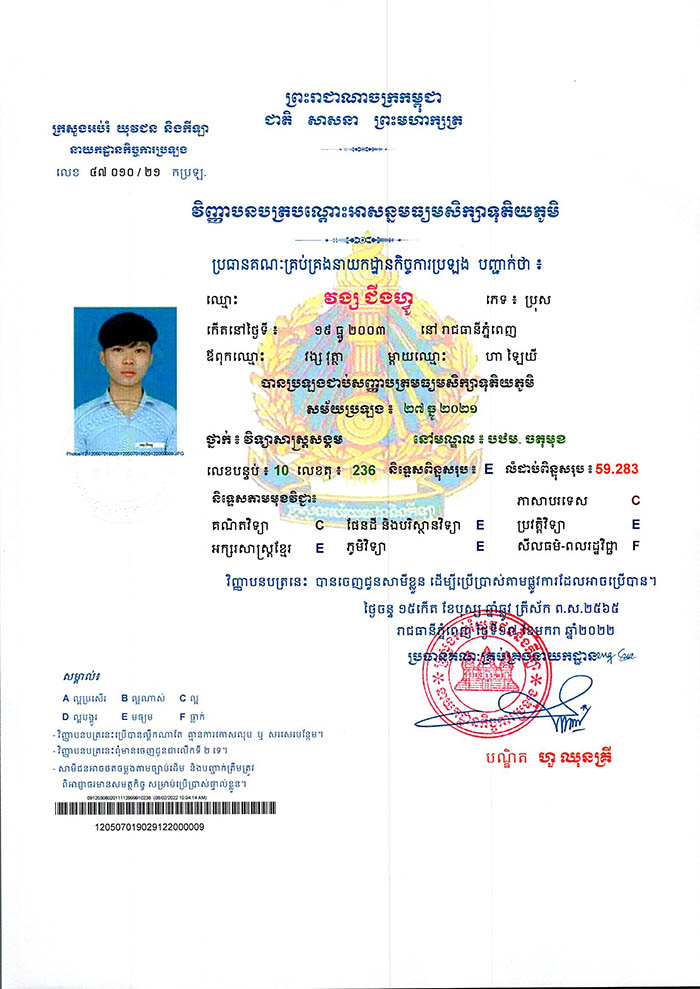 ព្រះរាជាណាចក្រកម្ពុជា
ជាតិ សាសនា ព្រះមហាក្សត្រ
ក្រសួងអប់រំ យុវជន និងកីឡា
នាយកដ្ឋានកិច្ចការប្រឡង
លេខ ៤៧ ០១០ / ២១ កប្រឡ.
វិញ្ញាបនបត្របណ្ដោះអាសន្នមធ្យមសិក្សាទុតិយភូមិ
ប្រធានគណៈគ្រប់គ្រងនាយកដ្ឋានកិច្ចការប្រឡង បញ្ជាក់ថា ៖
ឈ្មោះ វង្ស ជីងហ្វូ ភេទ ៖ ប្រុស
កើតនៅថ្ងៃទី ៖ ១៩ ធ្នូ ២០០៣ នៅ រាជធានីភ្នំពេញ
ឪពុកឈ្មោះ វង្ស វុត្ថា ម្ដាយឈ្មោះ ហា ឡៃឃី
បានប្រឡងជាប់សញ្ញាបត្រមធ្យមសិក្សាទុតិយភូមិ
សម័យប្រឡង ៖ ២៧ ធ្នូ ២០២១
ថ្នាក់ ៖ វិទ្យាសាស្ត្រសង្គម នៅមណ្ឌល ៖ បឋម. ចតុមុខ
លេខបន្ទប់ ៖ 10 លេខតុ ៖ 236 និទ្ទេសពិន្ទុសរុប ៖ E លំដាប់ពិន្ទុសរុប ៖ 59.283
និទ្ទេសតាមមុខវិជ្ជា៖ ភាសាបរទេស C
គណិតវិទ្យា C ផែនដី និងបរិស្ថានវិទ្យា E ប្រវត្តិវិទ្យា E
អក្សរសាស្ត្រខ្មែរ E ភូមិវិទ្យា E សីលធម៌-ពលរដ្ឋវិជ្ជា F
វិញ្ញាបនបត្រនេះ បានចេញជូនសាមីខ្លួន ដើម្បីប្រើប្រាស់តាមផ្លូវការដែលអាចប្រើបាន។
ថ្ងៃចន្ទ ១៥កើត ខែបុស្ស ឆ្នាំឆ្លូវ ត្រីស័ក ព.ស.២៥៦៥
រាជធានីភ្នំពេញ ថ្ងៃទី១៧ ខែមករា ឆ្នាំ២០២២
ប្រធានគណៈគ្រប់គ្រងនាយកដ្ឋាន
បណ្ឌិត ហួ ឈុនគ្រី
សម្គាល់៖
A ល្អប្រសើរ B ល្អណាស់ C ល្អ
D ល្អបង្គួរ E មធ្យម F ធ្លាក់
- វិញ្ញាបនបត្រនេះប្រើបានល្អឹកណាតែ គ្មានការកោសលុប ឬ សរសេរបន្ថែម។
- វិញ្ញាបនបត្រនេះពុំមានចេញជូនជាលើកទី ២ ទេ។
- សាមីជនអាចថតចម្លងតាមច្បាប់ដើម និងបញ្ជាក់ត្រឹមត្រូវ
ពីអាជ្ញាធរមានសមត្ថកិច្ច សម្រាប់ប្រើប្រាស់ផ្ទាល់ខ្លួន។
120507019029122000009